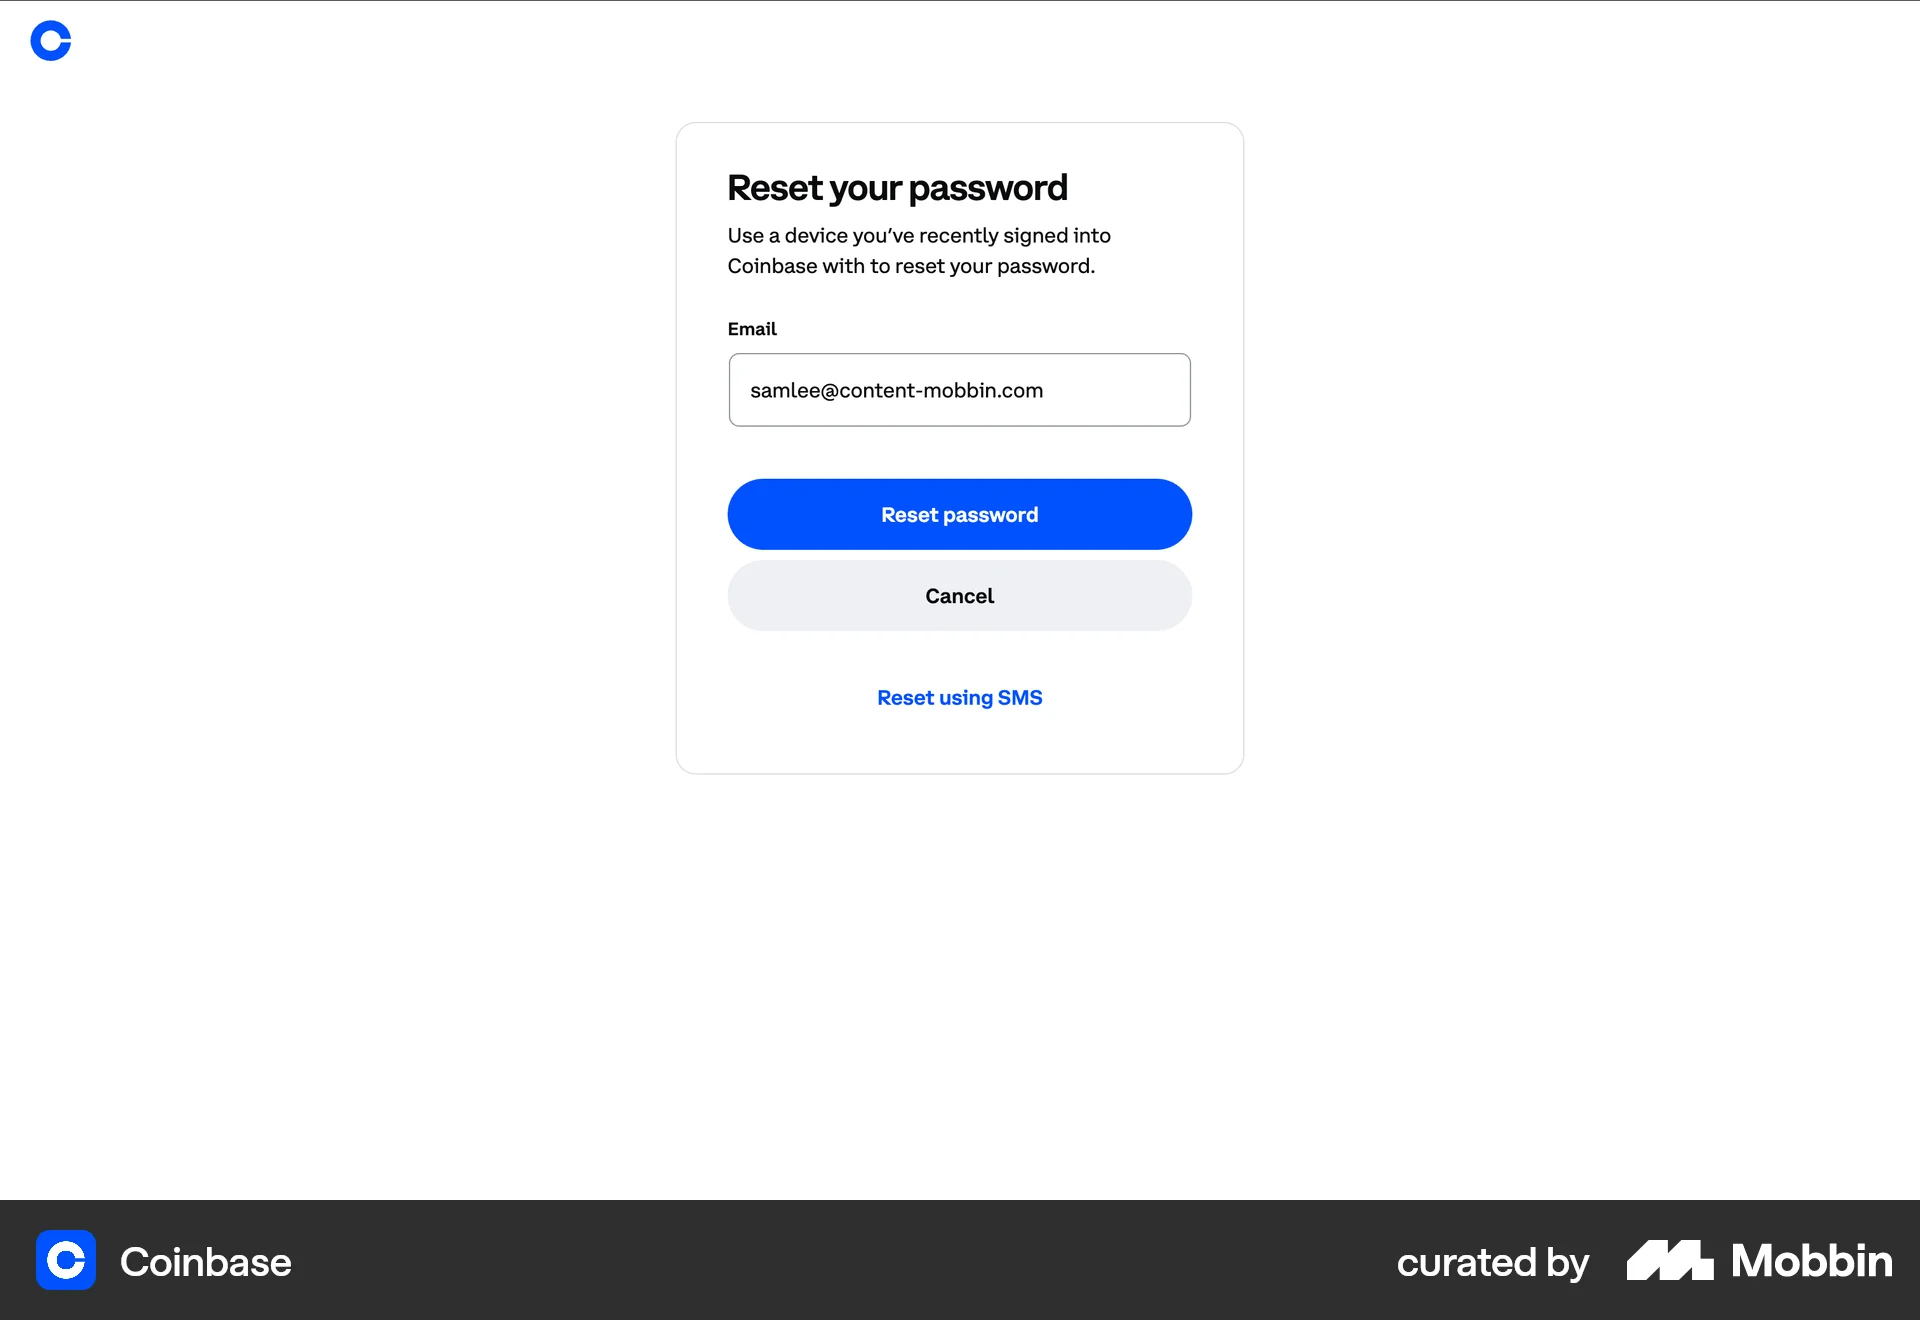 Reset your password
Use a device you’ve recently signed into
Coinbase with to reset your password.
Email
samlee@content-mobbin.com
Reset password
Cancel
Reset using SMS
Coinbase
curated by Mobbin